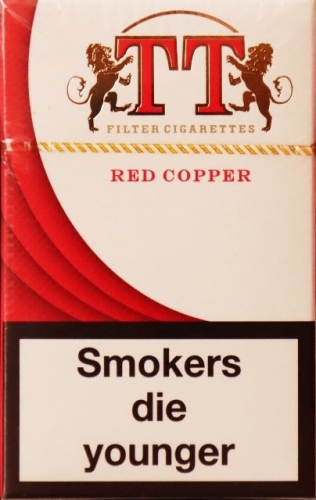 TT
FILTER CIGARETTES
RED COPPER
Smokers
die
younger